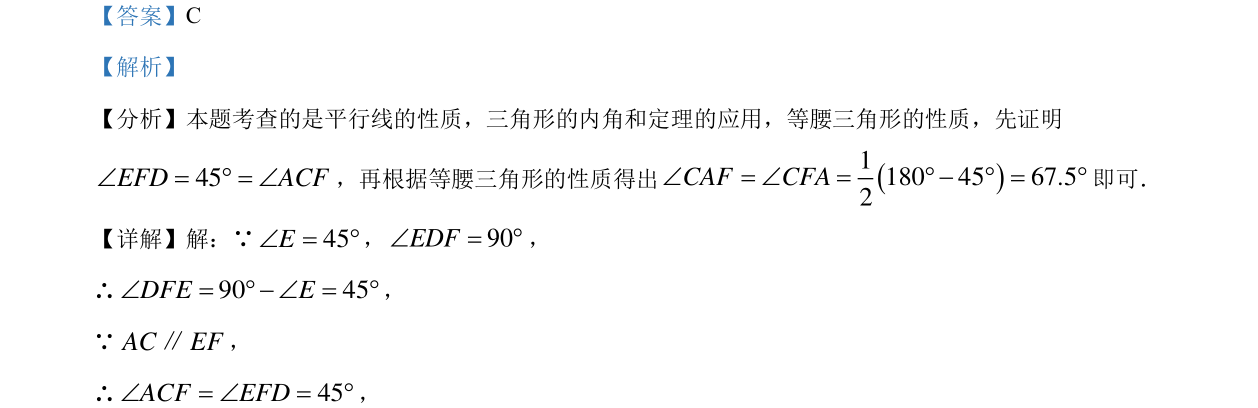 【答案】C
【解析】
【分析】本题考查的是平行线的性质，三角形的内角和定理的应用，等腰三角形的性质，先证明
∠EFD = 45° = ∠ACF，再根据等腰三角形的性质得出∠CAF = ∠CFA = 1/2(180° − 45°) = 67.5°即可．
【详解】解：∵∠E = 45°，∠EDF = 90°，
∴∠DFE = 90° − ∠E = 45°，
∵ AC ∥ EF，
∴∠ACF = ∠EFD = 45°，